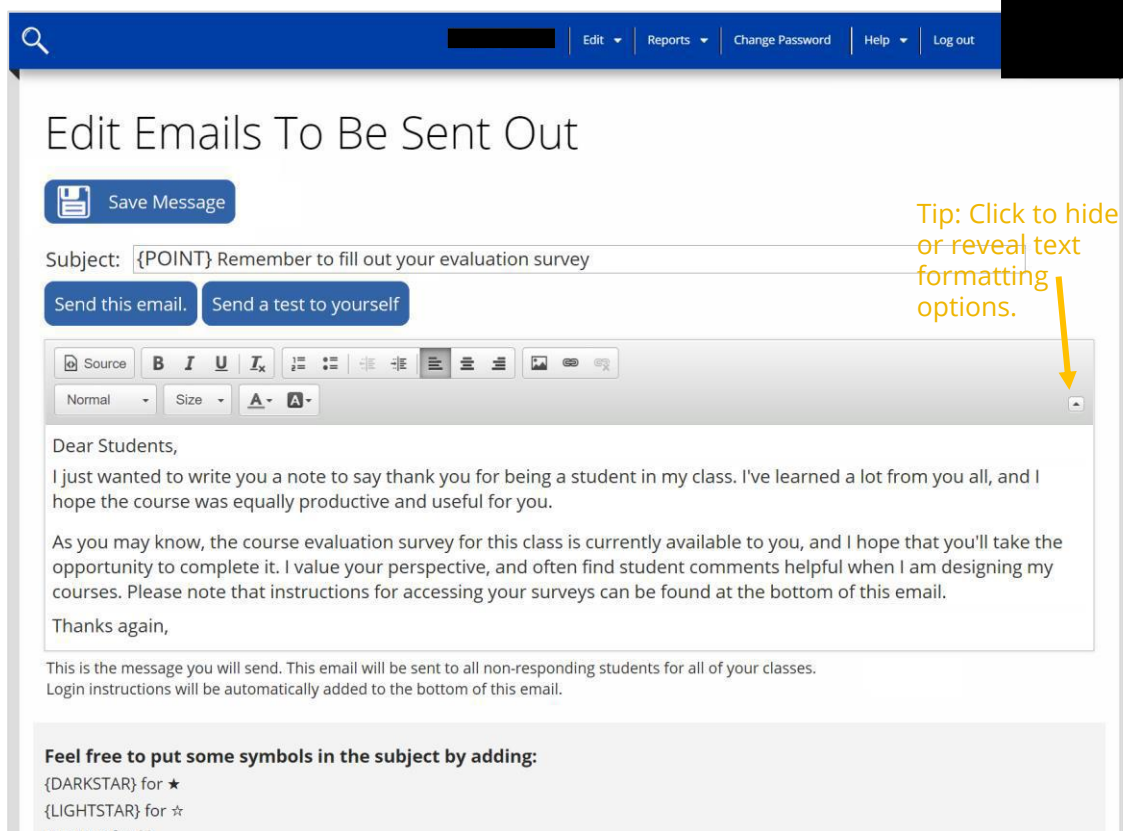 Edit Reports Change Password Help Log out
Edit Emails To Be Sent Out
Save Message
Tip: Click to hide
or reveal text
formatting
options.
Subject: {POINT} Remember to fill out your evaluation survey
Send this email. Send a test to yourself
Source B I U Ix
Normal Size A A
Dear Students,
I just wanted to write you a note to say thank you for being a student in my class. I've learned a lot from you all, and I
hope the course was equally productive and useful for you.
As you may know, the course evaluation survey for this class is currently available to you, and I hope that you'll take the
opportunity to complete it. I value your perspective, and often find student comments helpful when I am designing my
courses. Please note that instructions for accessing your surveys can be found at the bottom of this email.
Thanks again,
This is the message you will send. This email will be sent to all non-responding students for all of your classes.
Login instructions will be automatically added to the bottom of this email.
Feel free to put some symbols in the subject by adding:
{DARKSTAR} for ★
{LIGHTSTAR} for ☆